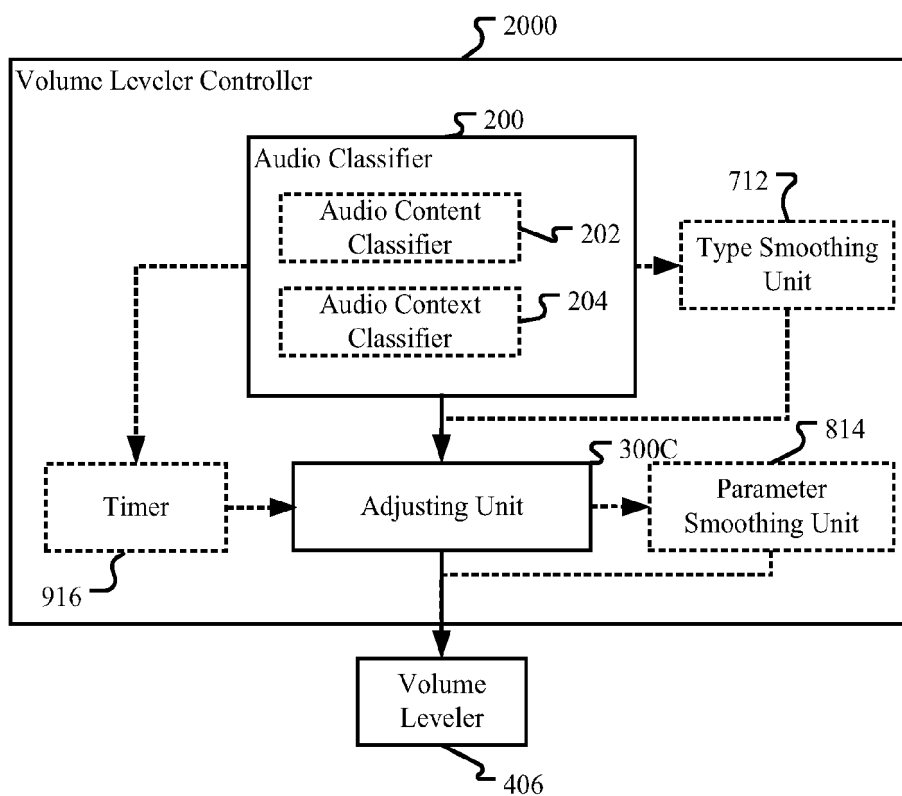 2000
Volume Leveler Controller
200
Audio Classifier
Audio Content
Classifier
202
Audio Context
Classifier
204
712
Type Smoothing
Unit
Timer
916
300C
Adjusting Unit
814
Parameter
Smoothing Unit
Volume
Leveler
406